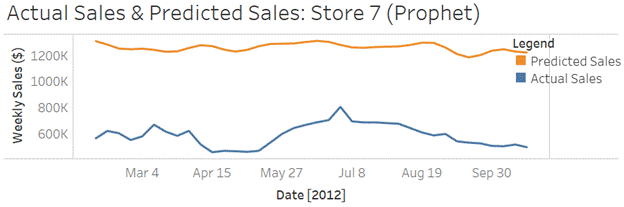 Actual Sales & Predicted Sales: Store 7 (Prophet)
Weekly Sales ($)
1200K
1000K
800K
600K
Legend
Predicted Sales
Actual Sales
Mar 4 Apr 15 May 27 Jul 8 Aug 19 Sep 30
Date [2012]